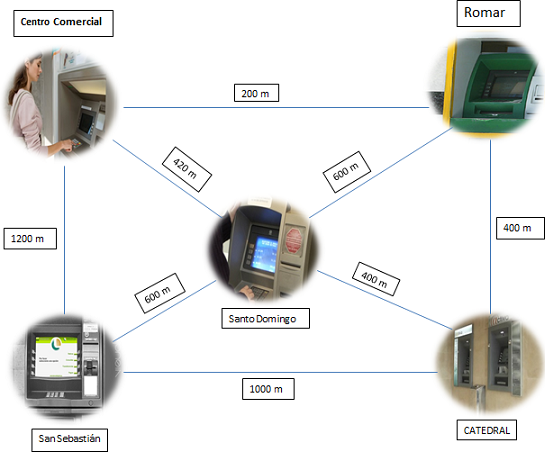 Centro Comercial
Romar
200 m
420 m
600 m
1200 m
400 m
600 m
400 m
Santo Domingo
1000 m
San Sebastián
CATEDRAL